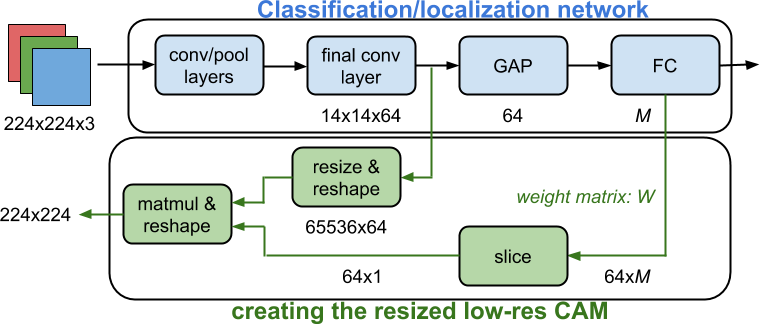 Classification/localization network
conv/pool
layers
final conv
layer
GAP
FC
224x224x3
14x14x64
64
M
resize &
reshape
matmul &
reshape
weight matrix: W
224x224
65536x64
slice
64x1
64xM
creating the resized low-res CAM